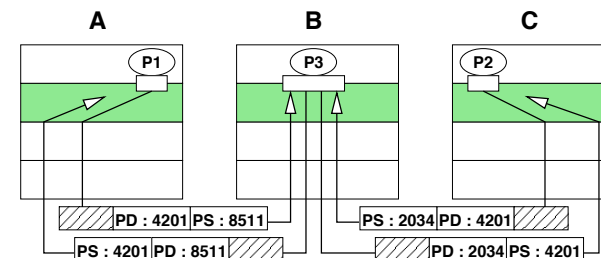 A B C
P1 P3 P2
PD : 4201 PS : 8511 PS : 2034 PD : 4201
PS : 4201 PD : 8511 PD : 2034 PS : 4201